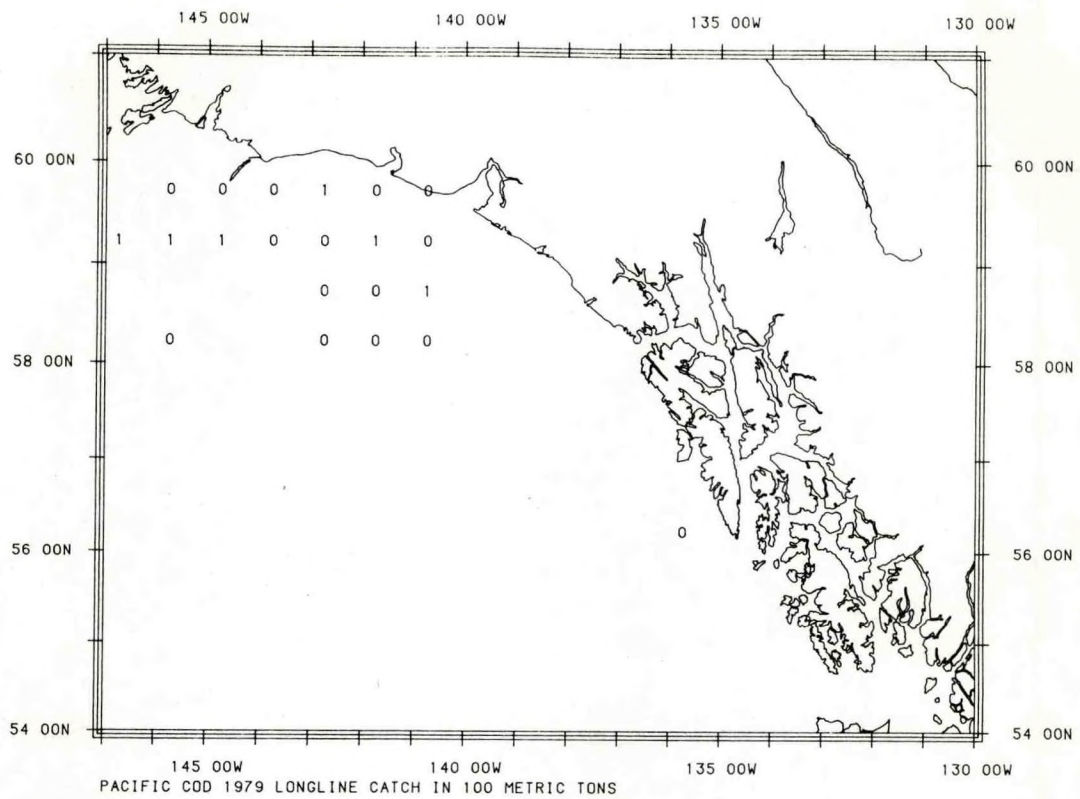 145 00W 140 00W 135 00W 130 00W
60 00N 60 00N
0 0 0 1 0 0
1 1 1 0 0 1 0
0 0 1
0 0 0 0
58 00N 58 00N
0
56 00N 56 00N
54 00N 54 00N
145 00W 140 00W 135 00W 130 00W
PACIFIC COD 1979 LONGLINE CATCH IN 100 METRIC TONS